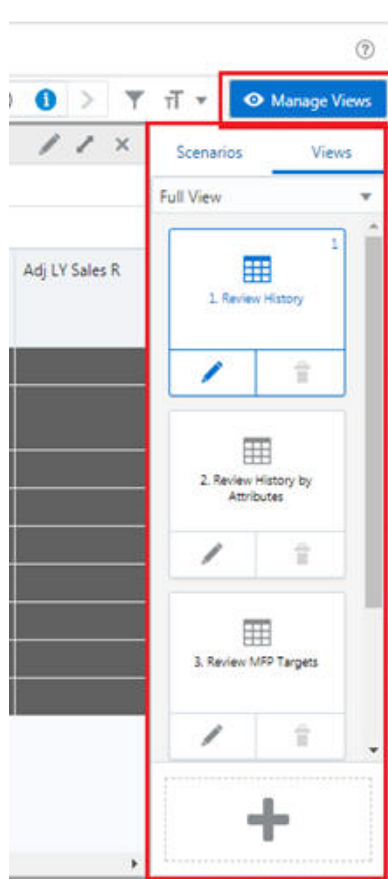 Manage Views
Scenarios Views
Full View
Adj LY Sales R
1
1. Review History
2. Review History by
Attributes
3. Review MFP Targets